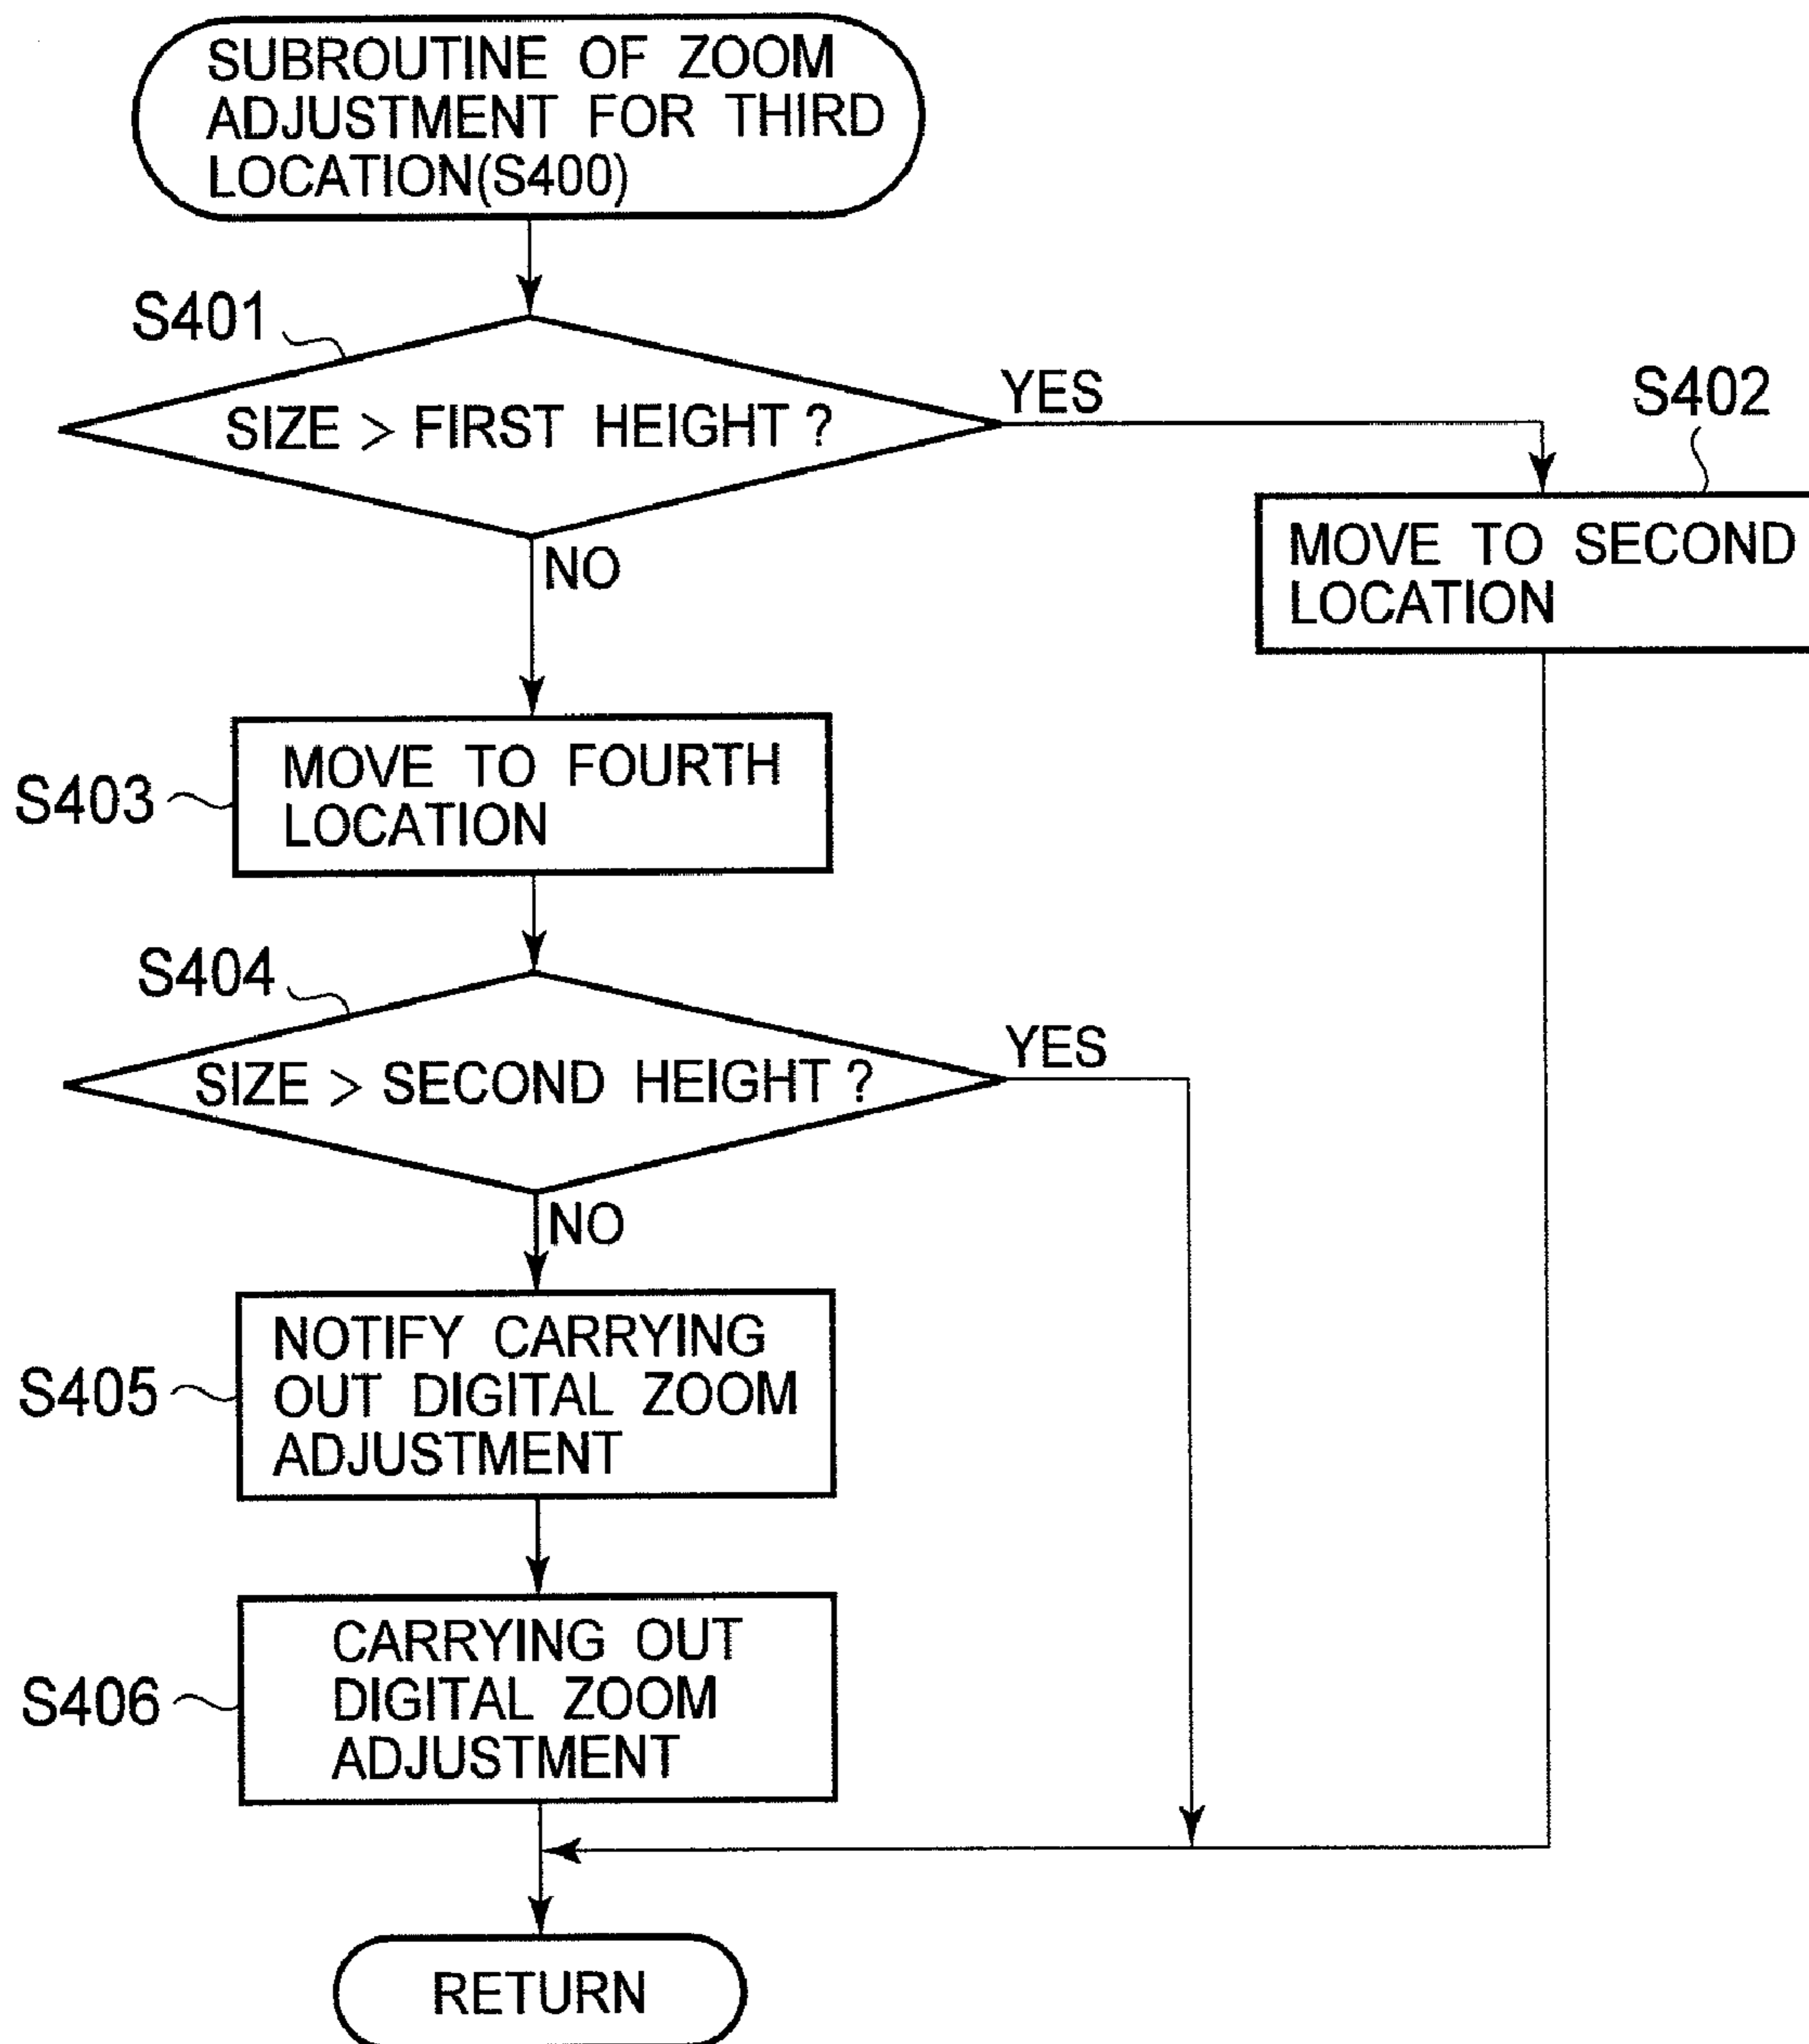 SUBROUTINE OF ZOOM
ADJUSTMENT FOR THIRD
LOCATION(S400)
S401
SIZE > FIRST HEIGHT ?
YES
S402
MOVE TO SECOND
LOCATION
NO
S403
MOVE TO FOURTH
LOCATION
S404
SIZE > SECOND HEIGHT ?
YES
NO
S405
NOTIFY CARRYING
OUT DIGITAL ZOOM
ADJUSTMENT
S406
CARRYING OUT
DIGITAL ZOOM
ADJUSTMENT
RETURN